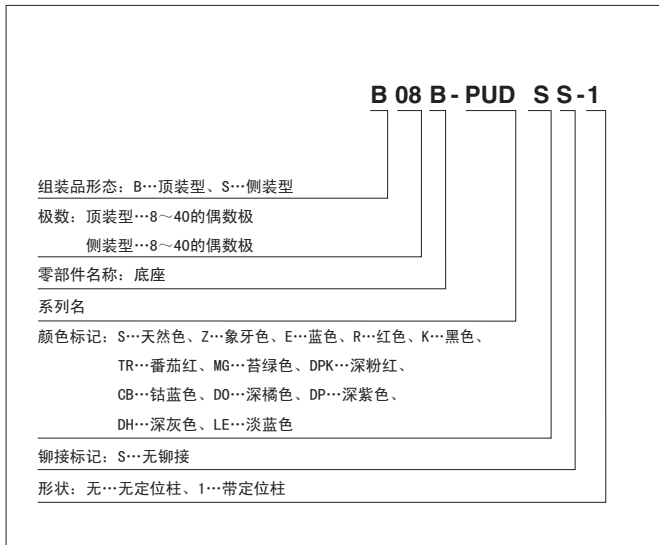 B 08 B - PUD S S - 1
组装品形态：B…顶装型、S…侧装型
极数：顶装型…8～40的偶数极
侧装型…8～40的偶数极
零部件名称：底座
系列名
颜色标记：S…天然色、Z…象牙色、E…蓝色、R…红色、K…黑色、
TR…番茄红、MG…苔绿色、DPK…深粉红、
CB…钴蓝色、DO…深橘色、DP…深紫色、
DH…深灰色、LE…淡蓝色
铆接标记：S…无铆接
形状：无…无定位柱、1…带定位柱